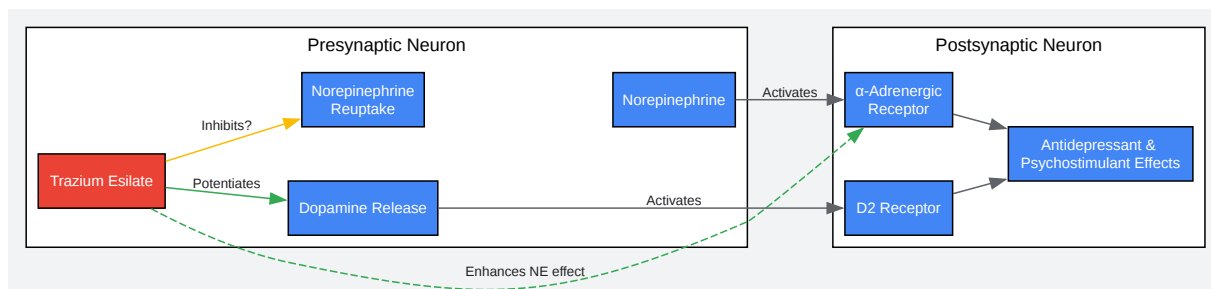 Presynaptic Neuron
Postsynaptic Neuron
Norepinephrine
Reuptake
Norepinephrine
Activates
α-Adrenergic
Receptor
Inhibits?
Antidepressant &
Psychostimulant Effects
Trazium Esilate
Potentiates
Dopamine Release
Activates
D2 Receptor
Enhances NE effect